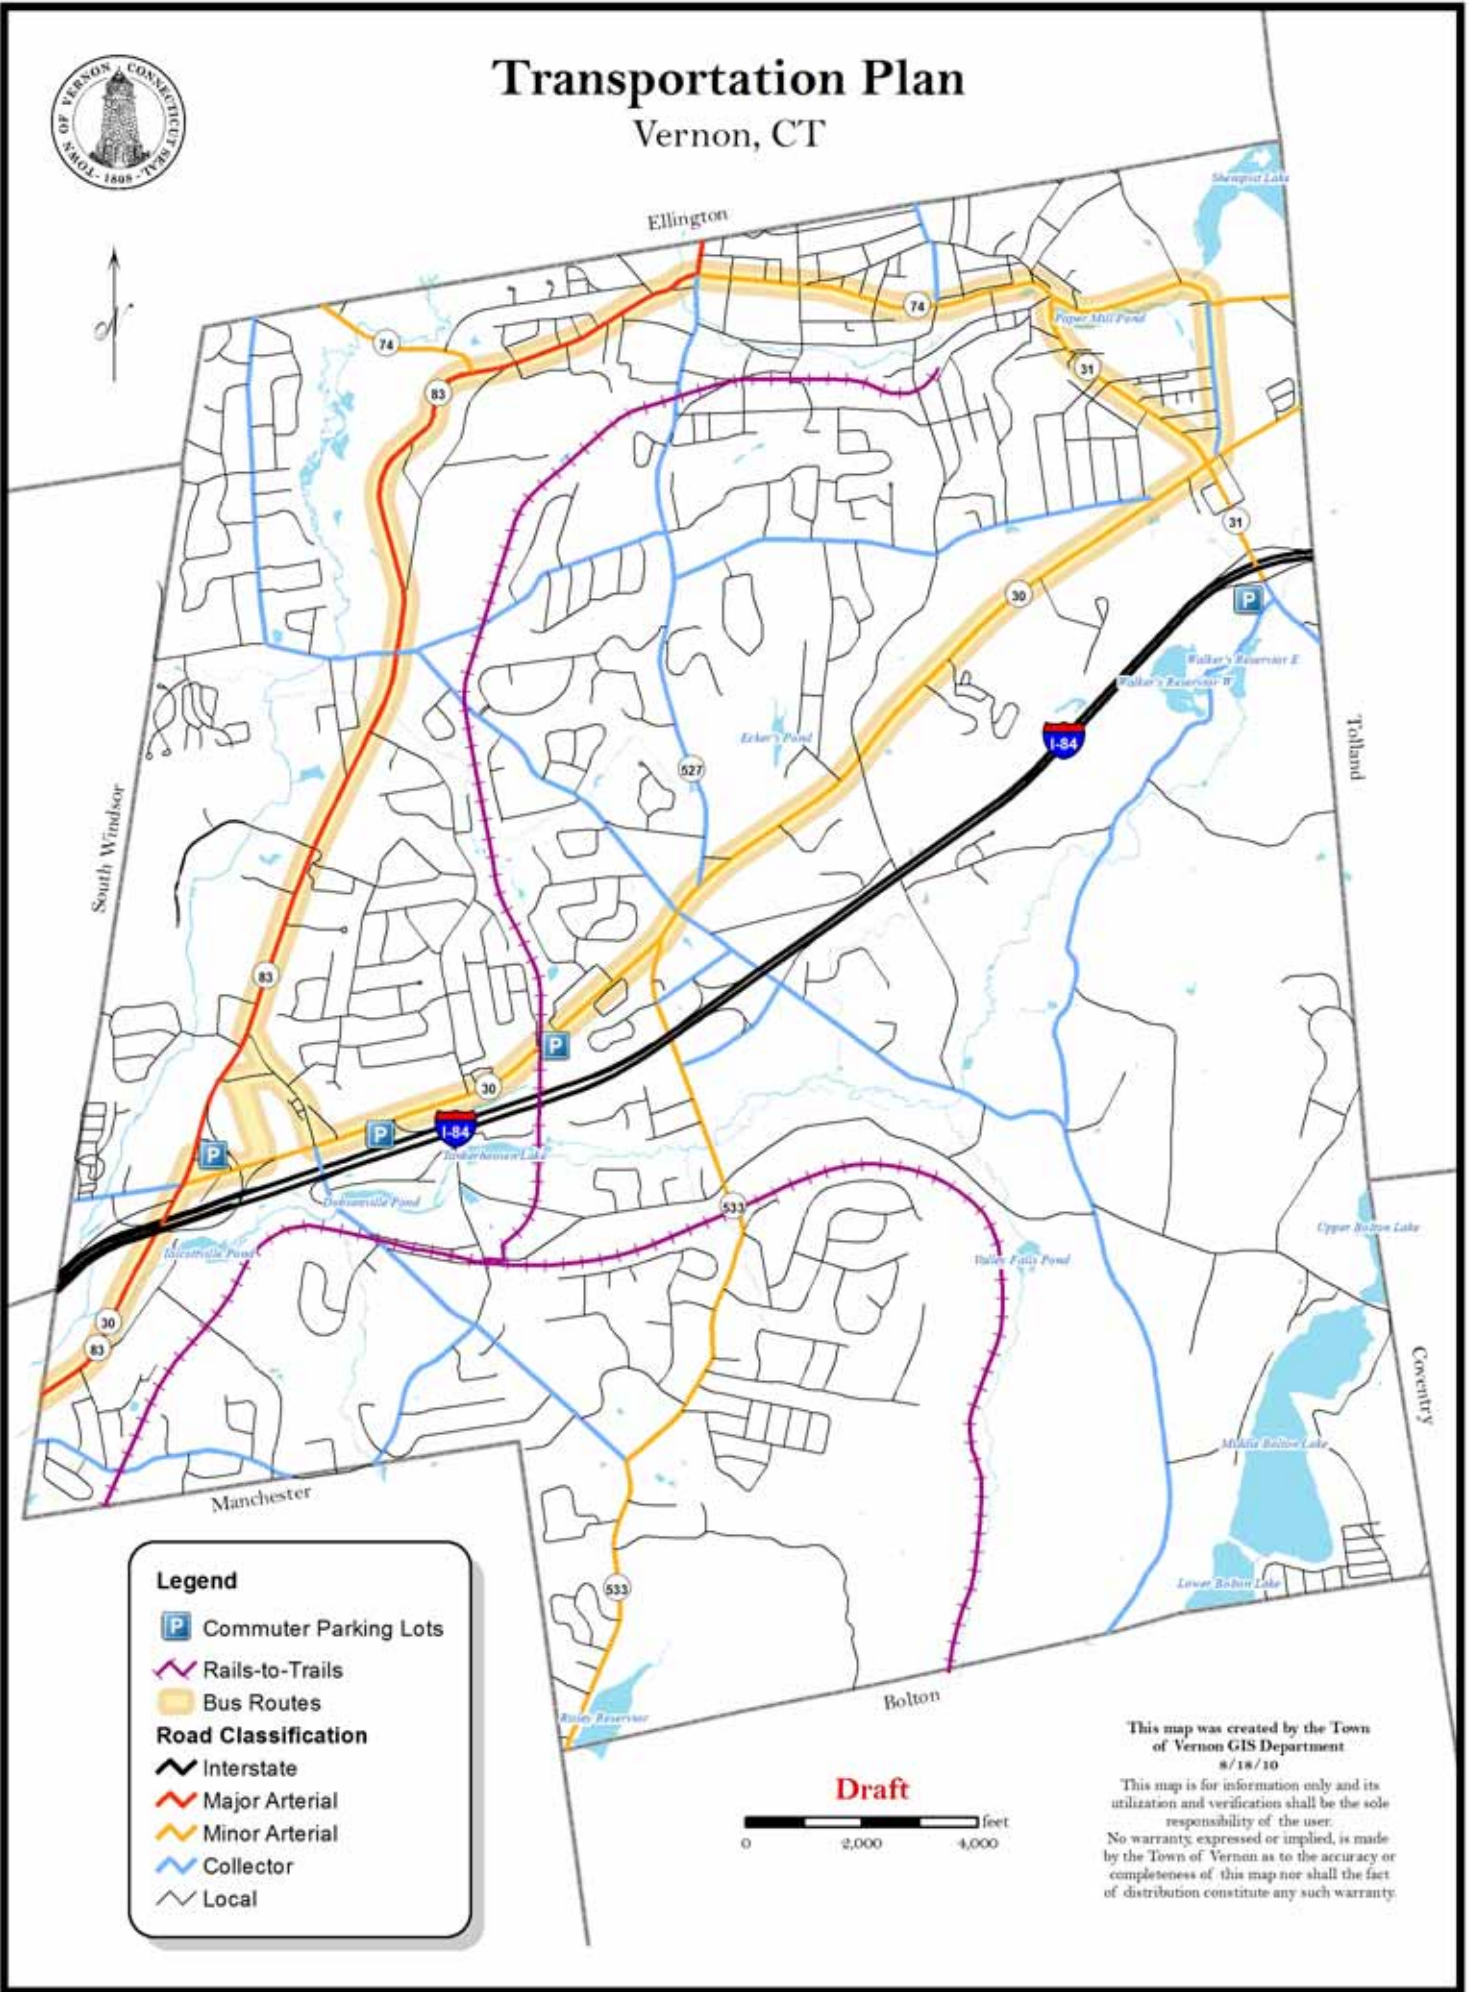 Transportation Plan
Vernon, CT
TOWN OF VERNON CONNECTICUT SEAL
- 1808 -
N
Ellington
Shenipsit Lake
74
Paper Mill Pond
74
31
83
31
30
P
Walker's Reservoir E
Walker's Reservoir W
Tolland
Ecker's Pond
I-84
527
South Windsor
83
P
30
P
I-84
P
Tankerhoosen Lake
Dobsonville Pond
533
Upper Bolton Lake
Talcottville Pond
Valley Falls Pond
30
83
Coventry
Middle Bolton Lake
Manchester
Lower Bolton Lake
533
Risley Reservoir
Bolton
Legend
P Commuter Parking Lots
Rails-to-Trails
Bus Routes
Road Classification
Interstate
Major Arterial
Minor Arterial
Collector
Local
Draft
feet
0 2,000 4,000
This map was created by the Town
of Vernon GIS Department
8/18/10
This map is for information only and its
utilization and verification shall be the sole
responsibility of the user.
No warranty, expressed or implied, is made
by the Town of Vernon as to the accuracy or
completeness of this map nor shall the fact
of distribution constitute any such warranty.